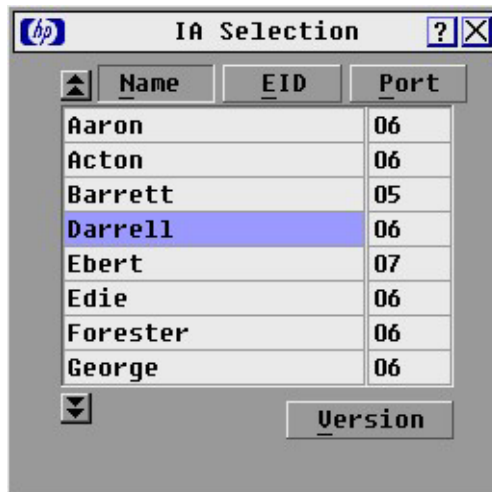 hp IA Selection ? X
Name EID Port
Aaron 06
Acton 06
Barrett 05
Darrell 06
Ebert 07
Edie 06
Forester 06
George 06
Version